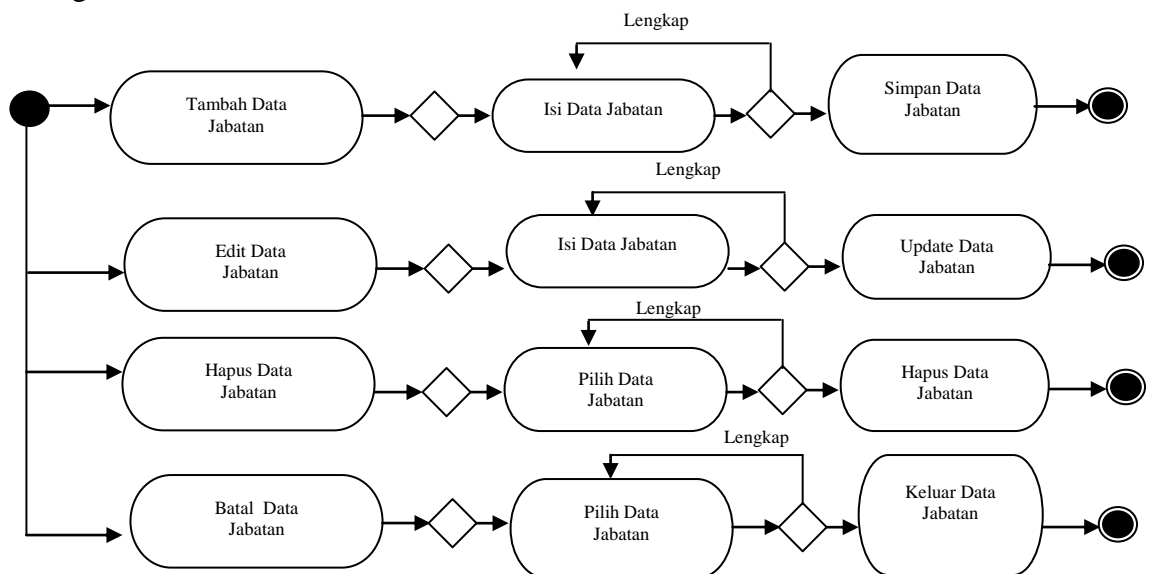 Lengkap
Tambah Data
Jabatan
Isi Data Jabatan
Simpan Data
Jabatan
Lengkap
Edit Data
Jabatan
Isi Data Jabatan
Update Data
Jabatan
Lengkap
Hapus Data
Jabatan
Pilih Data
Jabatan
Hapus Data
Jabatan
Lengkap
Batal Data
Jabatan
Pilih Data
Jabatan
Keluar Data
Jabatan